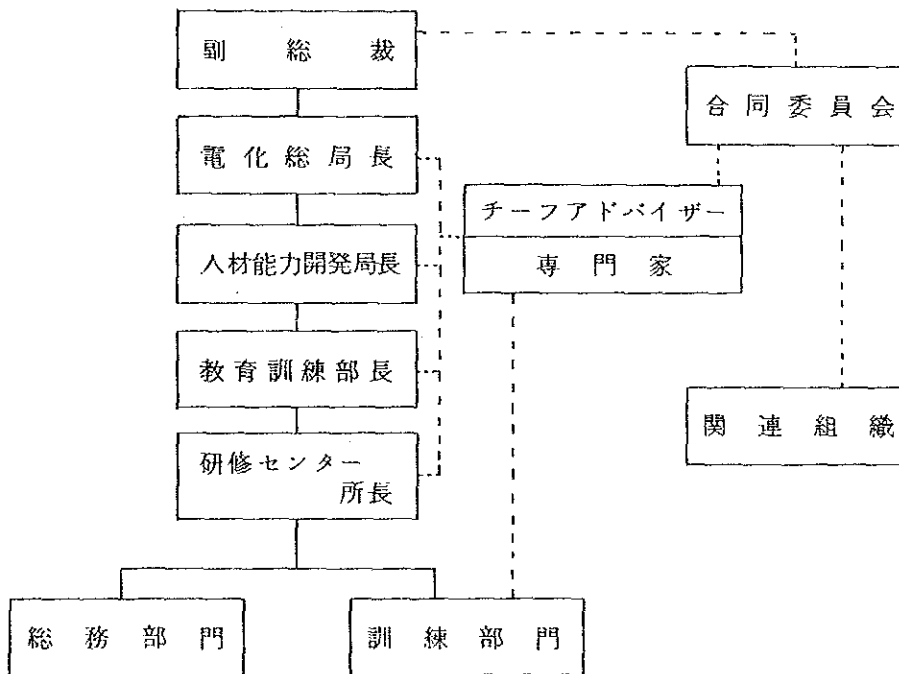 副総裁
合同委員会
電化総局長
チーフアドバイザー
専門家
人材能力開発局長
教育訓練部長
関連組織
研修センター
所長
総務部門
訓練部門